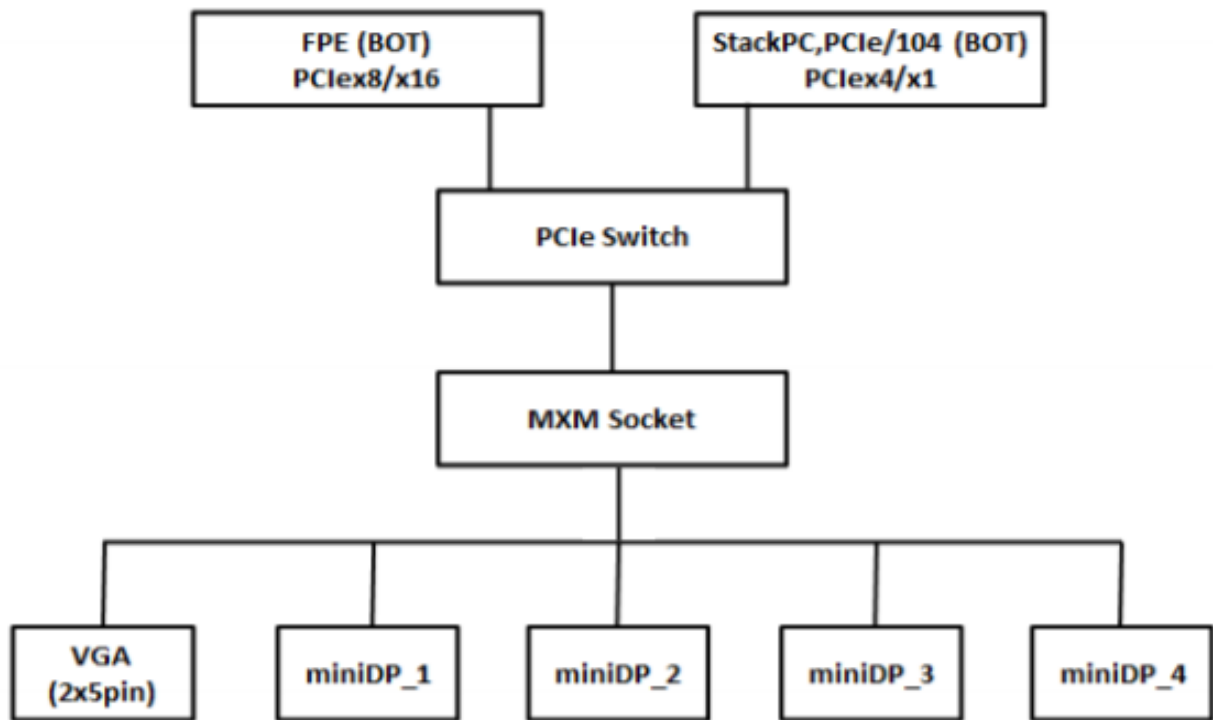 FPE (BOT)
PCIex8/x16
StackPC,PCIe/104 (BOT)
PCIex4/x1
PCIe Switch
MXM Socket
VGA
(2x5pin)
miniDP_1
miniDP_2
miniDP_3
miniDP_4